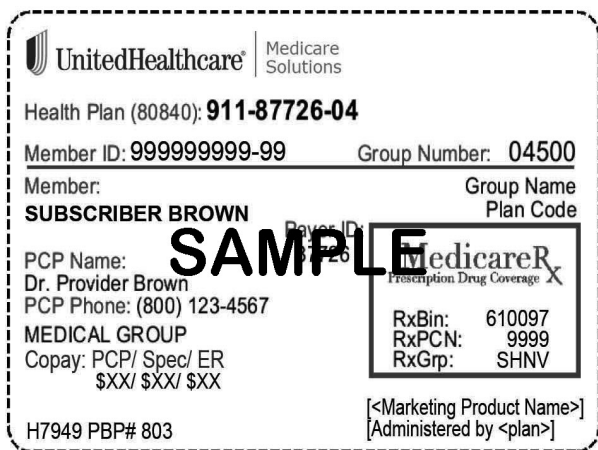 UnitedHealthcare® Medicare
Solutions
Health Plan (80840): 911-87726-04
Member ID: 999999999-99 Group Number: 04500
Member: Group Name
SUBSCRIBER BROWN Plan Code
Payer ID:
87726
SAMPLE
PCP Name:
Dr. Provider Brown
PCP Phone: (800) 123-4567
MEDICAL GROUP
Copay: PCP/ Spec/ ER
$XX/ $XX/ $XX
MedicareRx
Prescription Drug Coverage
RxBin: 610097
RxPCN: 9999
RxGrp: SHNV
[<Marketing Product Name>]
H7949 PBP# 803 [Administered by <plan>]